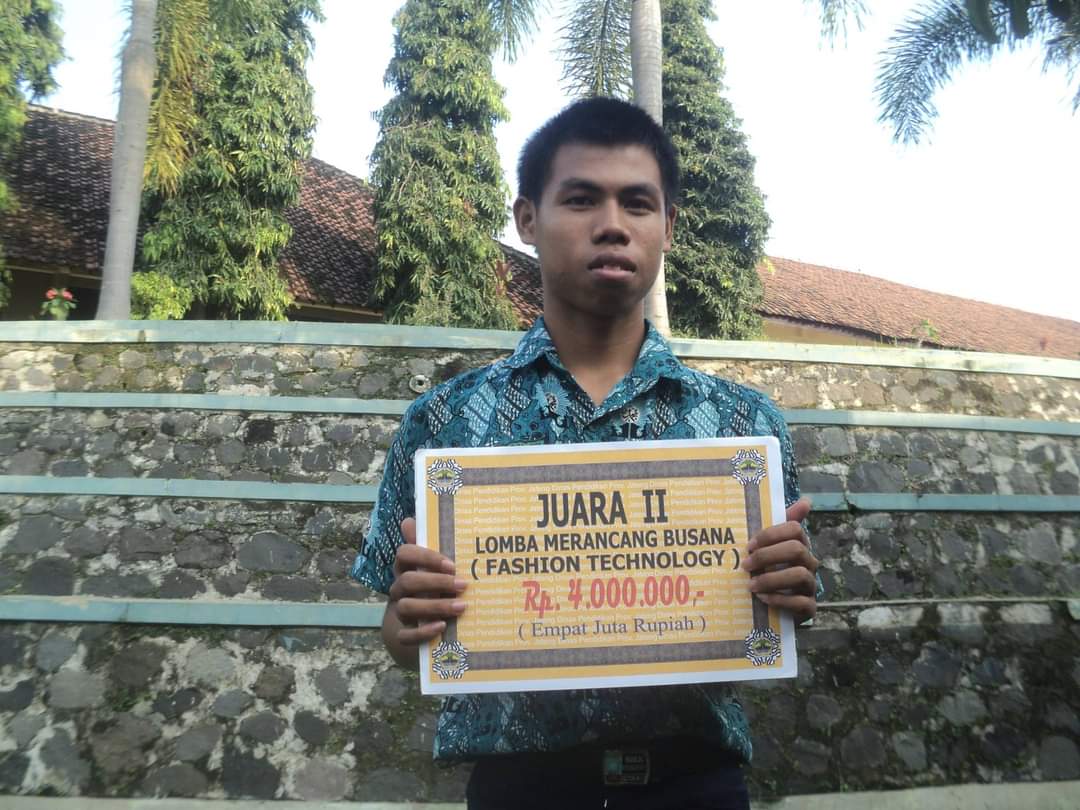 JUARA II
LOMBA MERANCANG BUSANA
( FASHION TECHNOLOGY )
Rp. 4.000.000,-
( Empat Juta Rupiah )